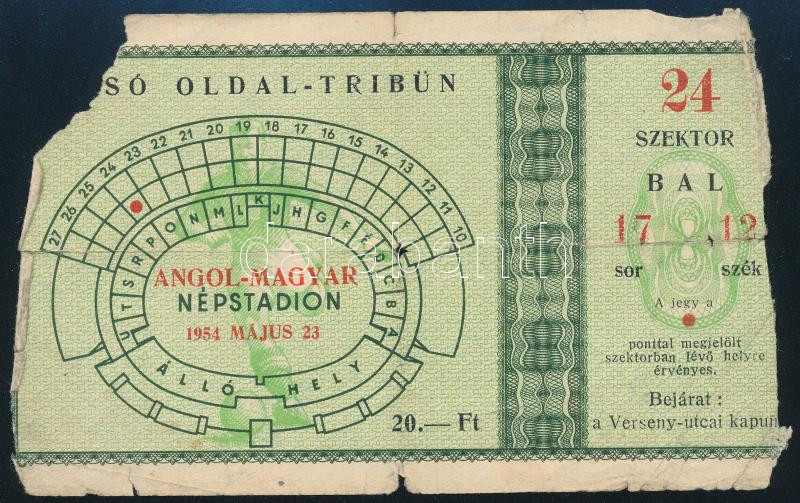 SÓ OLDAL-TRIBÜN
27 26 25 24 23 22 21 20 19 18 17 16 15 14 13 12 11 10
U T S R P O N M L K J H G F É D C B A
ANGOL-MAGYAR
NÉPSTADION
1954 MÁJUS 23
ÁLLÓ HELY
20.— Ft
24
SZEKTOR
BAL
17 12
sor szék
A jegy a
ponttal megjelölt
szektorban lévő helyre
érvényes.
Bejárat :
a Verseny-utcai kapun
darabanth